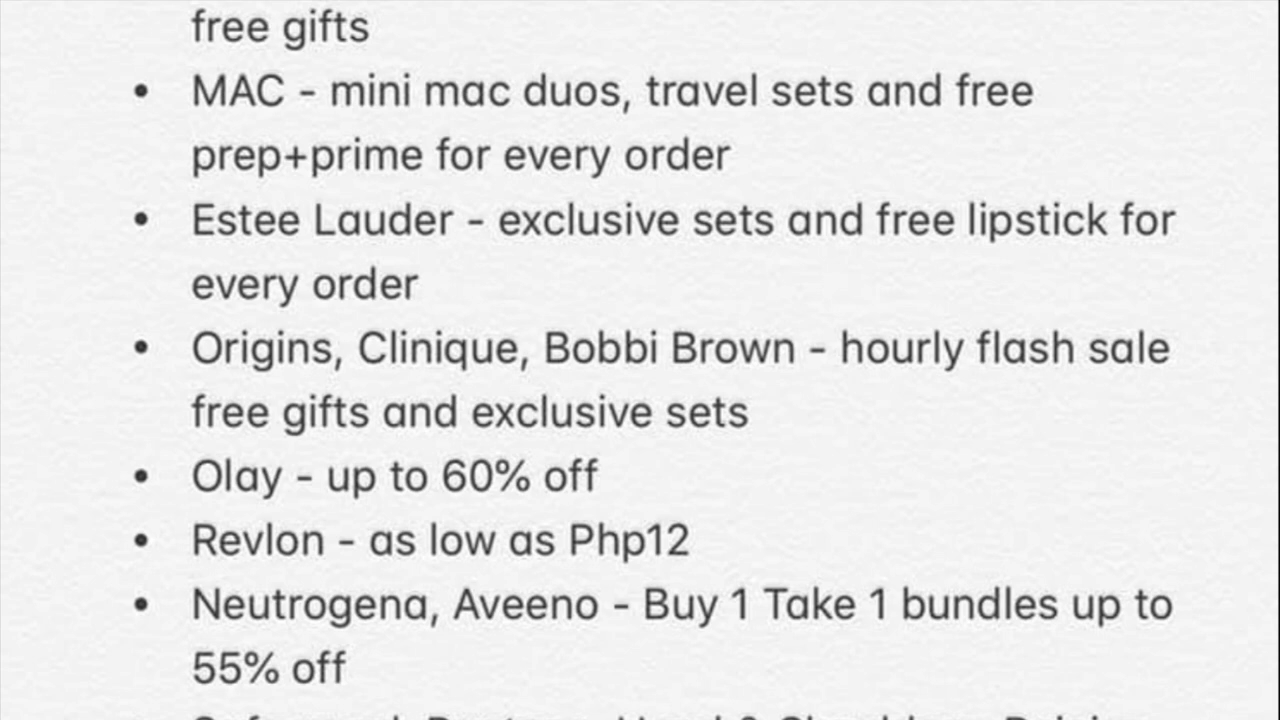 free gifts
• MAC - mini mac duos, travel sets and free
prep+prime for every order
• Estee Lauder - exclusive sets and free lipstick for
every order
• Origins, Clinique, Bobbi Brown - hourly flash sale
free gifts and exclusive sets
• Olay - up to 60% off
• Revlon - as low as Php12
• Neutrogena, Aveeno - Buy 1 Take 1 bundles up to
55% off